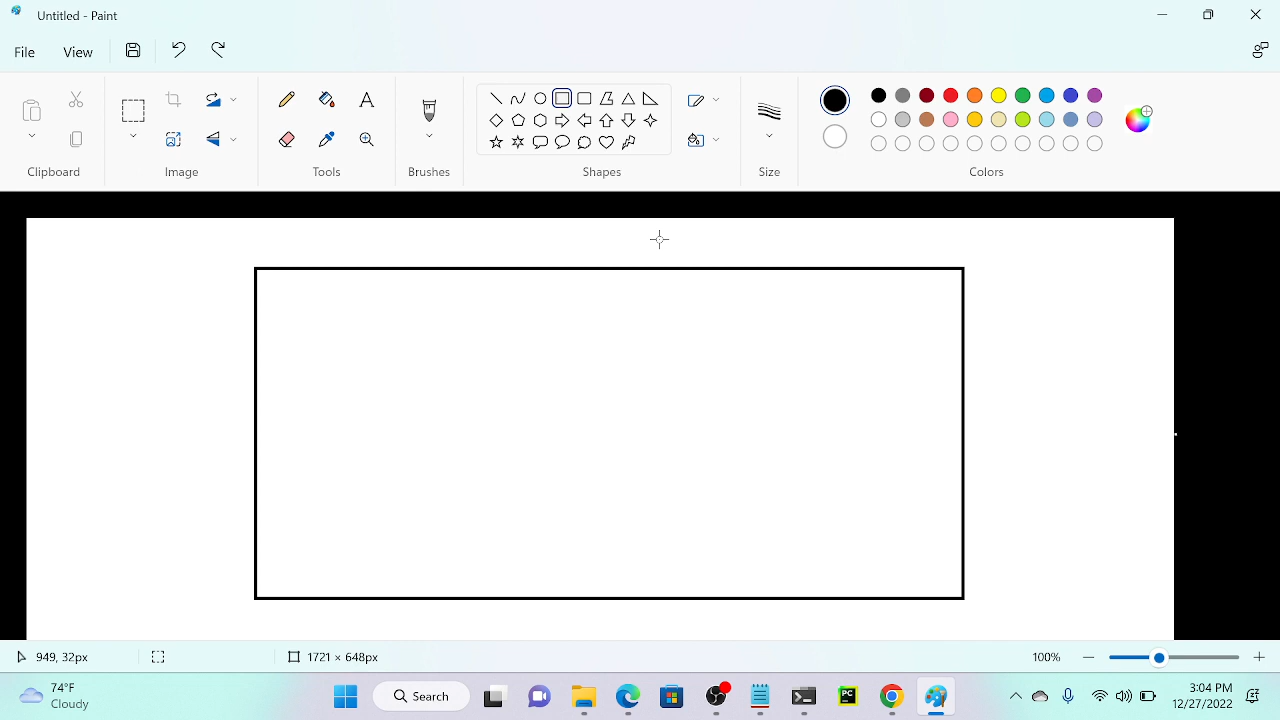 Untitled - Paint
File View
Clipboard Image Tools Brushes Shapes Size Colors
949, 32px 1721 × 648px 100%
74°F
Cloudy
Search
PC
3:04 PM
12/27/2022